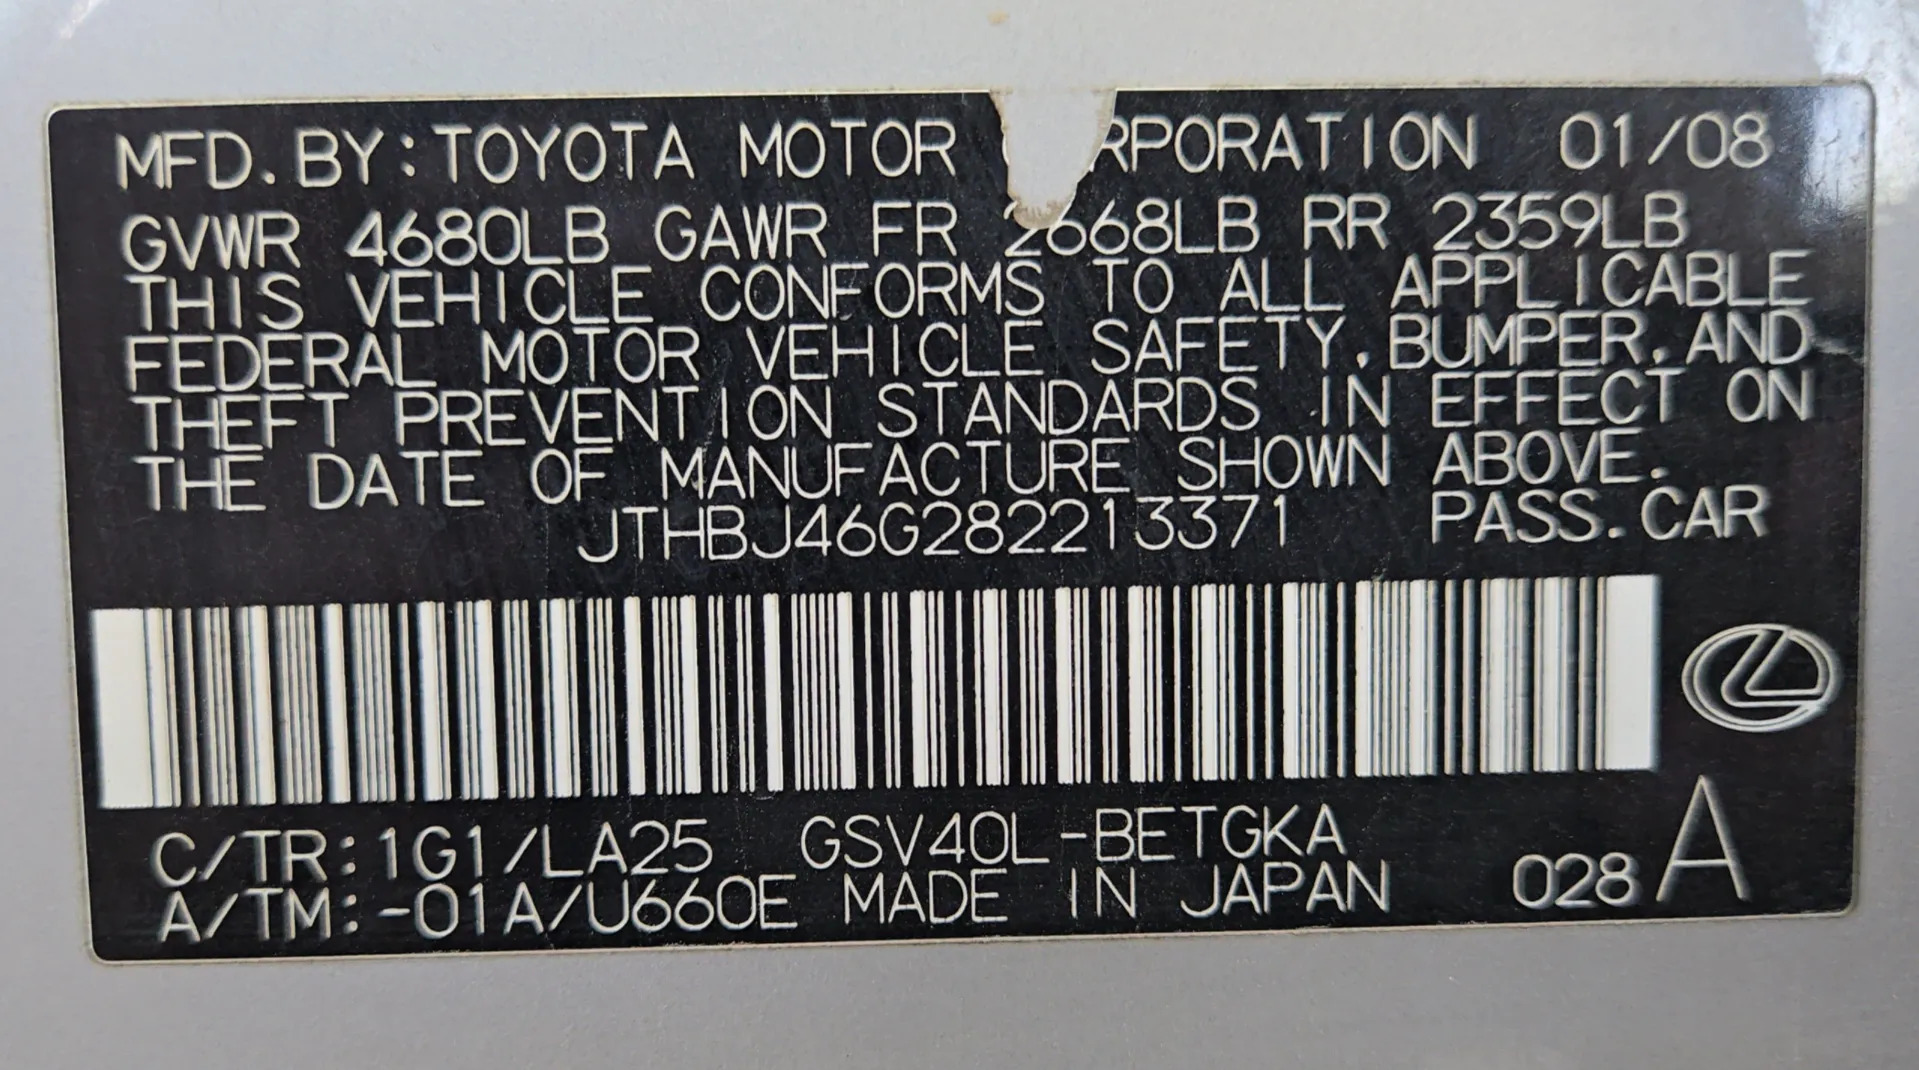 MFD. BY: TOYOTA MOTOR RPORATION 01/08
GVWR 4680LB GAWR FR 2668LB RR 2359LB
THIS VEHICLE CONFORMS TO ALL APPLICABLE
FEDERAL MOTOR VEHICLE SAFETY, BUMPER, AND
THEFT PREVENTION STANDARDS IN EFFECT ON
THE DATE OF MANUFACTURE SHOWN ABOVE.
JTHBJ46G282213371 PASS. CAR
C/TR: 1G1/LA25 GSV40L-BETGKA
A/TM: -01A/U660E MADE IN JAPAN 028 A